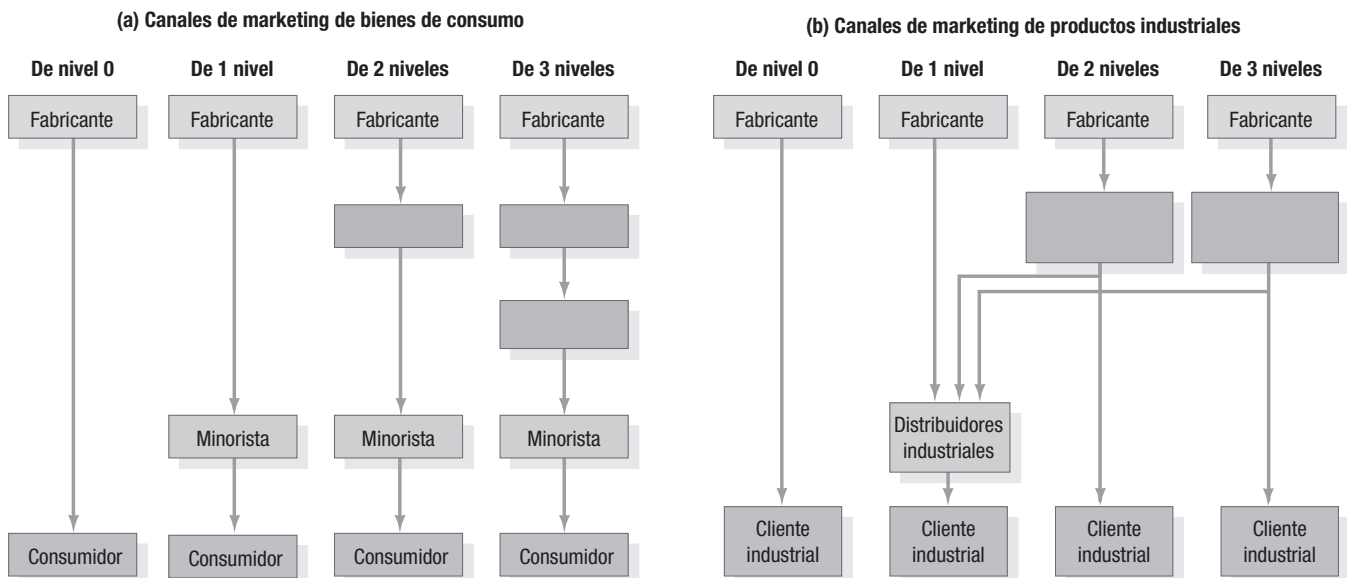 (a) Canales de marketing de bienes de consumo
De nivel 0
De 1 nivel
De 2 niveles
De 3 niveles
Fabricante
Fabricante
Fabricante
Fabricante
Minorista
Minorista
Minorista
Consumidor
Consumidor
Consumidor
Consumidor
(b) Canales de marketing de productos industriales
De nivel 0
De 1 nivel
De 2 niveles
De 3 niveles
Fabricante
Fabricante
Fabricante
Fabricante
Distribuidores
industriales
Cliente
industrial
Cliente
industrial
Cliente
industrial
Cliente
industrial